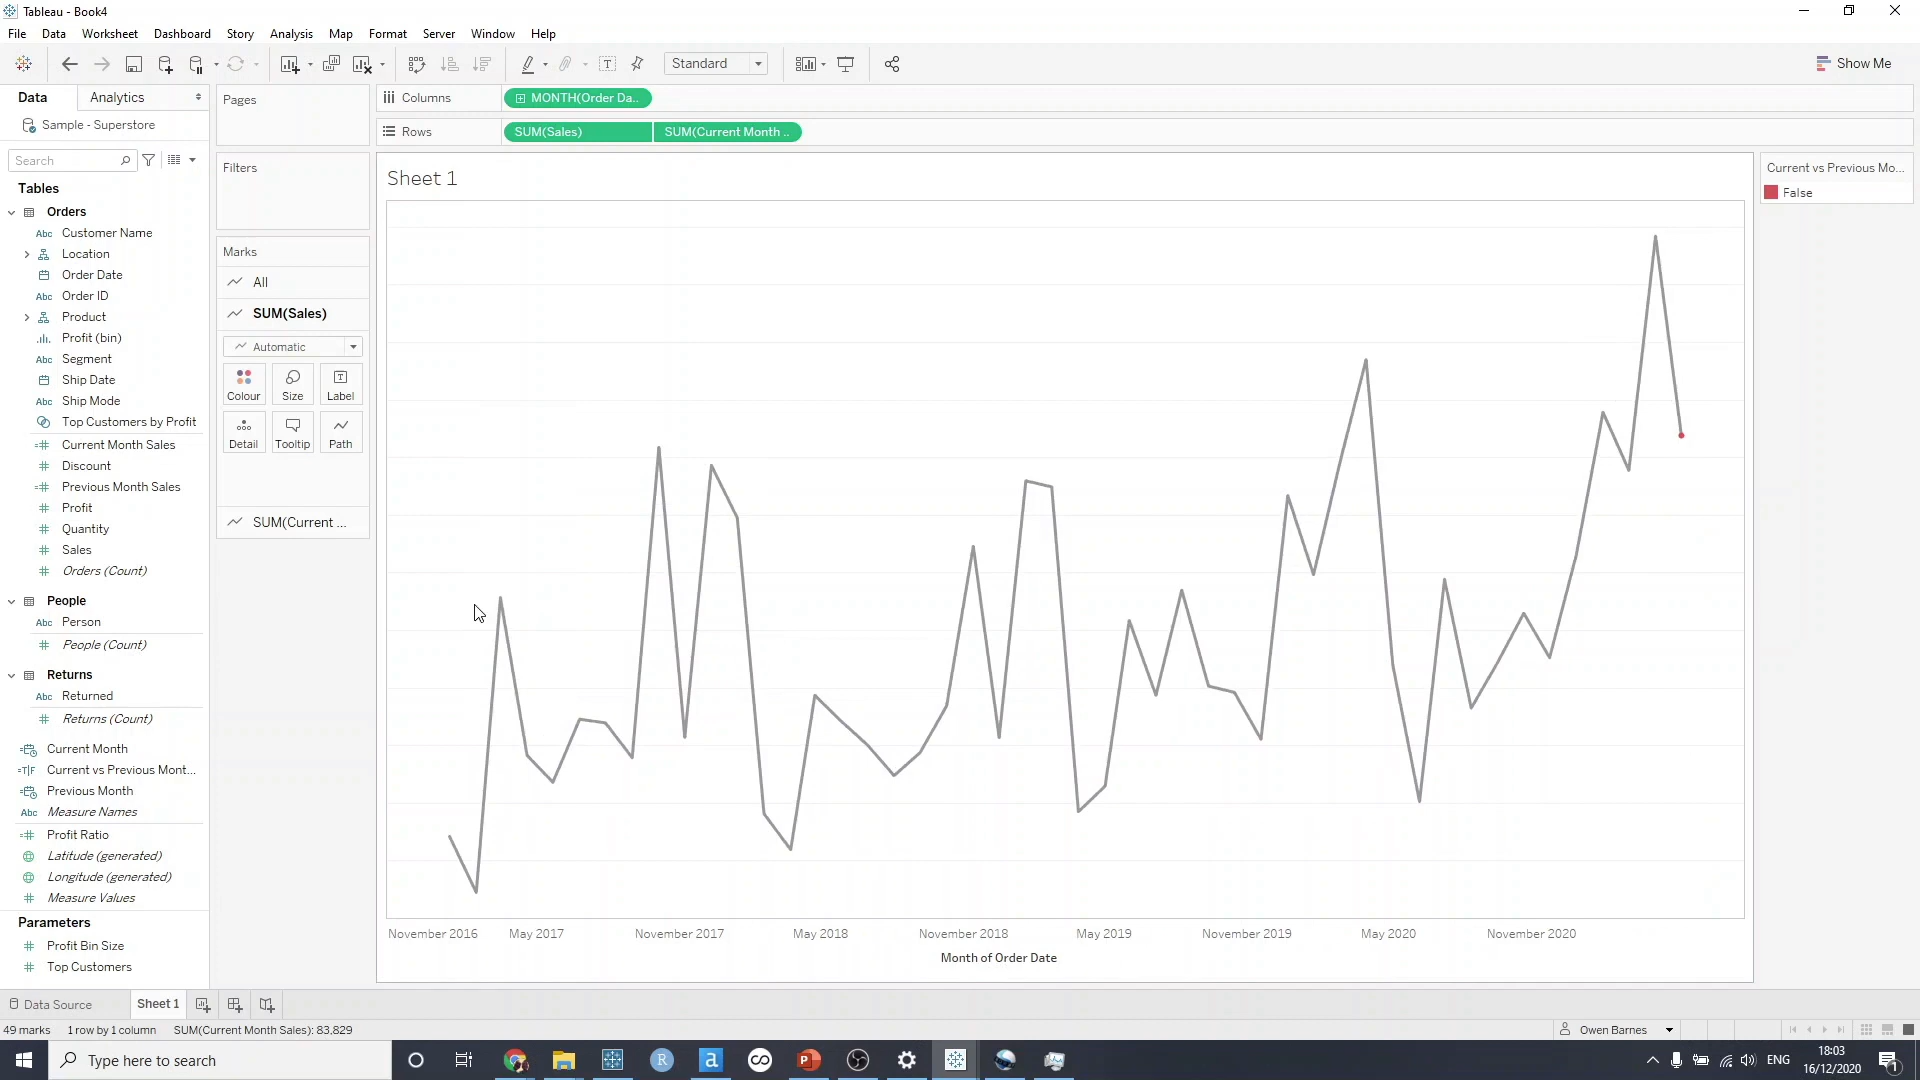 Tableau - Book4
File Data Worksheet Dashboard Story Analysis Map Format Server Window Help
Standard
Show Me
Data Analytics
Sample - Superstore
Search
Tables
Orders
Abc Customer Name
Location
Order Date
Abc Order ID
Product
Profit (bin)
Abc Segment
Ship Date
Abc Ship Mode
Top Customers by Profit
Current Month Sales
Discount
Previous Month Sales
Profit
Quantity
Sales
Orders (Count)
People
Abc Person
People (Count)
Returns
Abc Returned
Returns (Count)
Current Month
Current vs Previous Mont...
Previous Month
Abc Measure Names
Profit Ratio
Latitude (generated)
Longitude (generated)
Measure Values
Parameters
Profit Bin Size
Top Customers
Pages
Filters
Marks
All
SUM(Sales)
Automatic
Colour Size Label
Detail Tooltip Path
SUM(Current ...
Columns MONTH(Order Da..
Rows SUM(Sales) SUM(Current Month ..
Sheet 1
November 2016 May 2017 November 2017 May 2018 November 2018 May 2019 November 2019 May 2020 November 2020
Month of Order Date
Current vs Previous Mo...
False
Data Source Sheet 1
49 marks 1 row by 1 column SUM(Current Month Sales): 83,829
Owen Barnes
Type here to search
ENG
18:03
16/12/2020